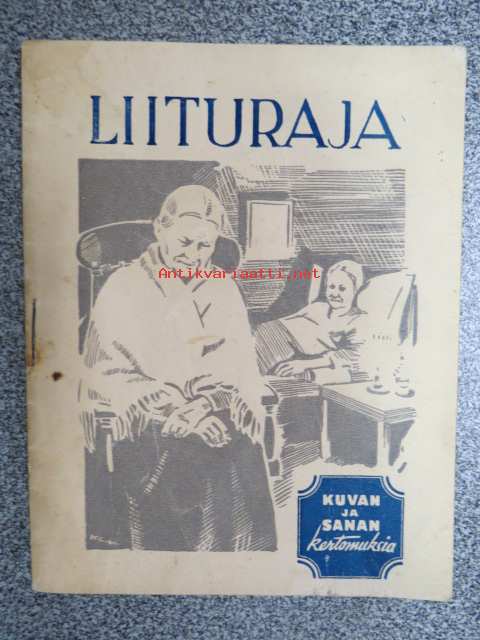 LIITURAJA
Antikvariaatti.net
KUVAN
JA
SANAN
kertomuksia